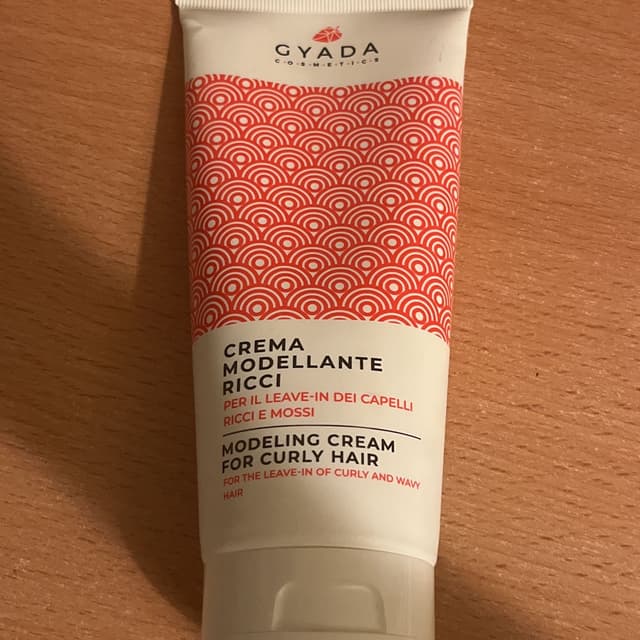 GYADA
COSMETICS
CREMA
MODELLANTE
RICCI
PER IL LEAVE-IN DEI CAPELLI
RICCI E MOSSI
MODELING CREAM
FOR CURLY HAIR
FOR THE LEAVE-IN OF CURLY AND WAVY
HAIR